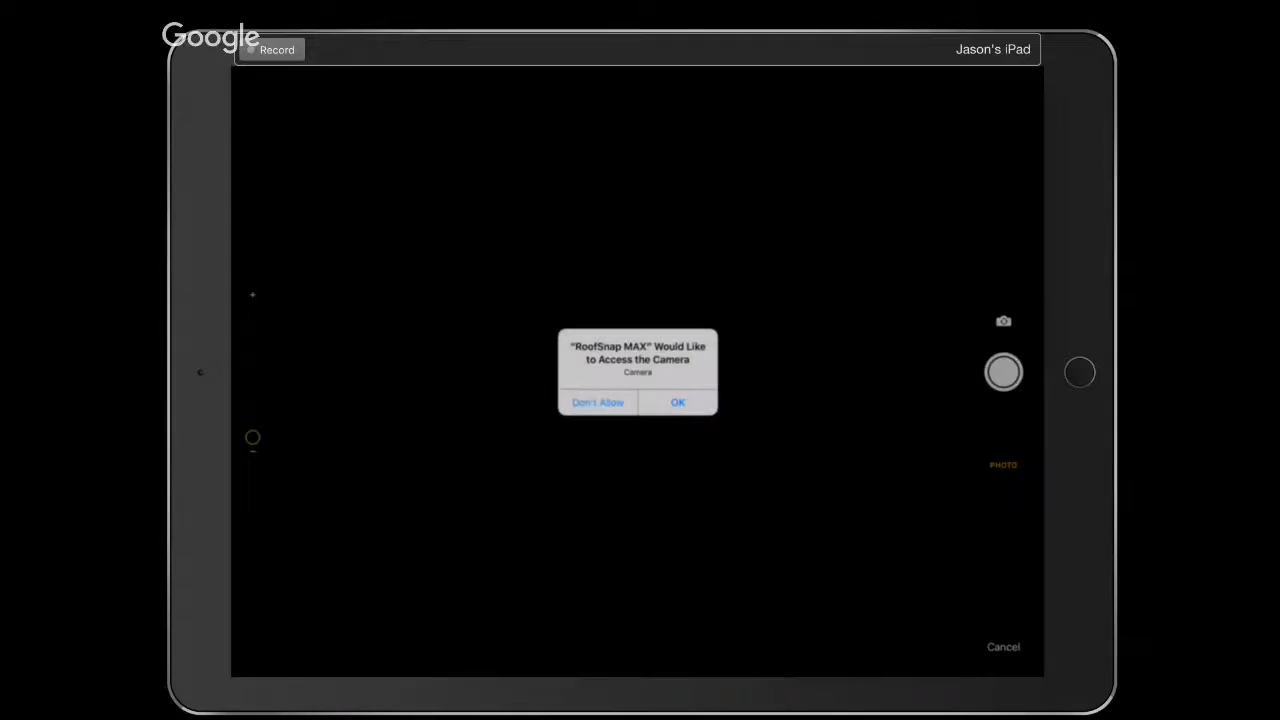 Google
Record
Jason's iPad
"RoofSnap MAX" Would Like
to Access the Camera
Camera
Don't Allow
OK
PHOTO
Cancel